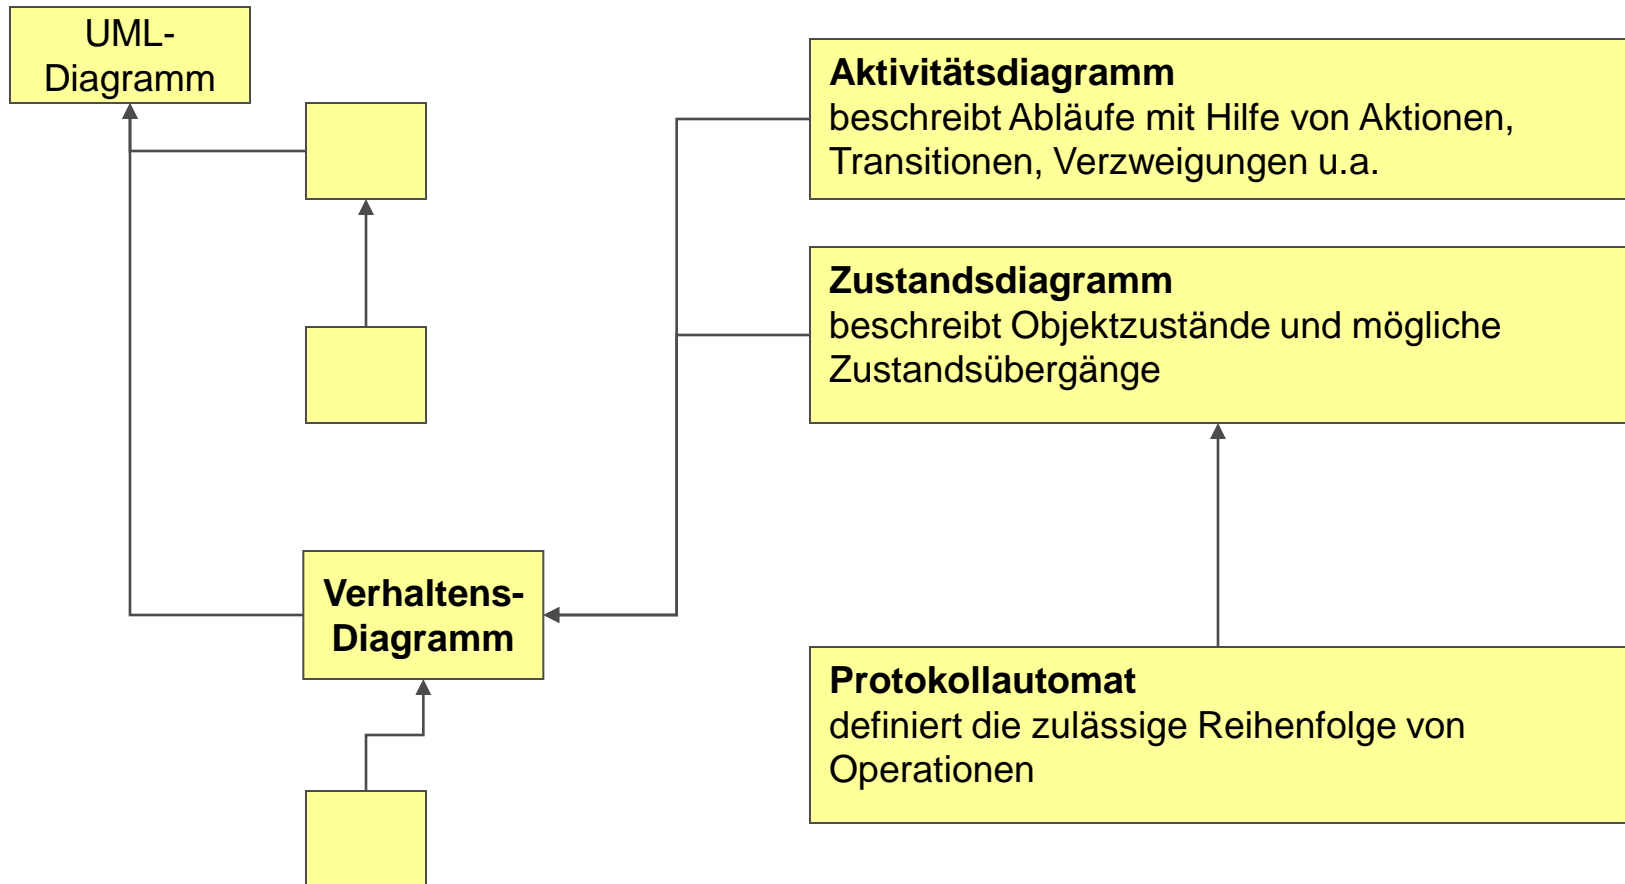 UML-
Diagramm
Aktivitätsdiagramm
beschreibt Abläufe mit Hilfe von Aktionen,
Transitionen, Verzweigungen u.a.
Zustandsdiagramm
beschreibt Objektzustände und mögliche
Zustandsübergänge
Verhaltens-
Diagramm
Protokollautomat
definiert die zulässige Reihenfolge von
Operationen